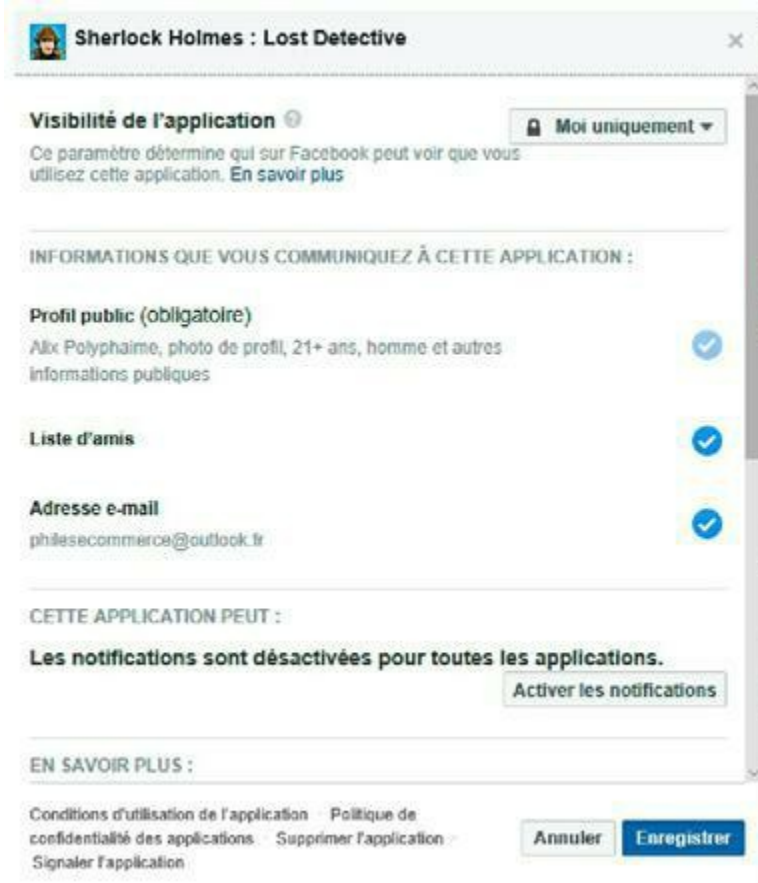 Sherlock Holmes : Lost Detective
Visibilité de l'application
Moi uniquement
Ce paramètre détermine qui sur Facebook peut voir que vous
utilisez cette application. En savoir plus
INFORMATIONS QUE VOUS COMMUNIQUEZ À CETTE APPLICATION :
Profil public (obligatoire)
Alix Polyphaime, photo de profil, 21+ ans, homme et autres
informations publiques
Liste d'amis
Adresse e-mail
philesecommerce@outlook.fr
CETTE APPLICATION PEUT :
Les notifications sont désactivées pour toutes les applications.
Activer les notifications
EN SAVOIR PLUS :
Conditions d'utilisation de l'application · Politique de
confidentialité des applications · Supprimer l'application ·
Signaler l'application
Annuler
Enregistrer